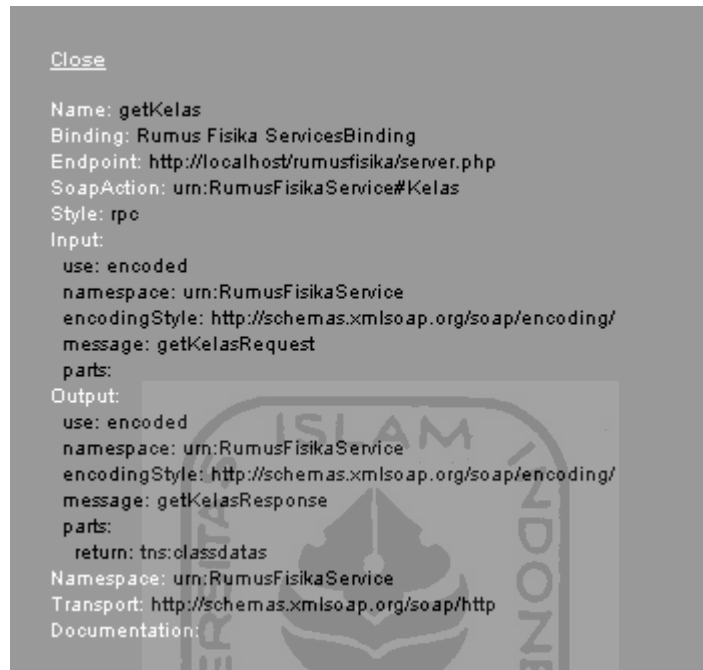 Close
Name: getKelas
Binding: Rumus Fisika ServicesBinding
Endpoint: http://localhost/rumusfisika/server.php
SoapAction: urn:RumusFisikaService#Kelas
Style: rpc
Input:
use: encoded
namespace: urn:RumusFisikaService
encodingStyle: http://schemas.xmlsoap.org/soap/encoding/
message: getKelasRequest
parts:
Output:
use: encoded
namespace: urn:RumusFisikaService
encodingStyle: http://schemas.xmlsoap.org/soap/encoding/
message: getKelasResponse
parts:
return: tns:classdatas
Namespace: urn:RumusFisikaService
Transport: http://schemas.xmlsoap.org/soap/http
Documentation:
ISLAM